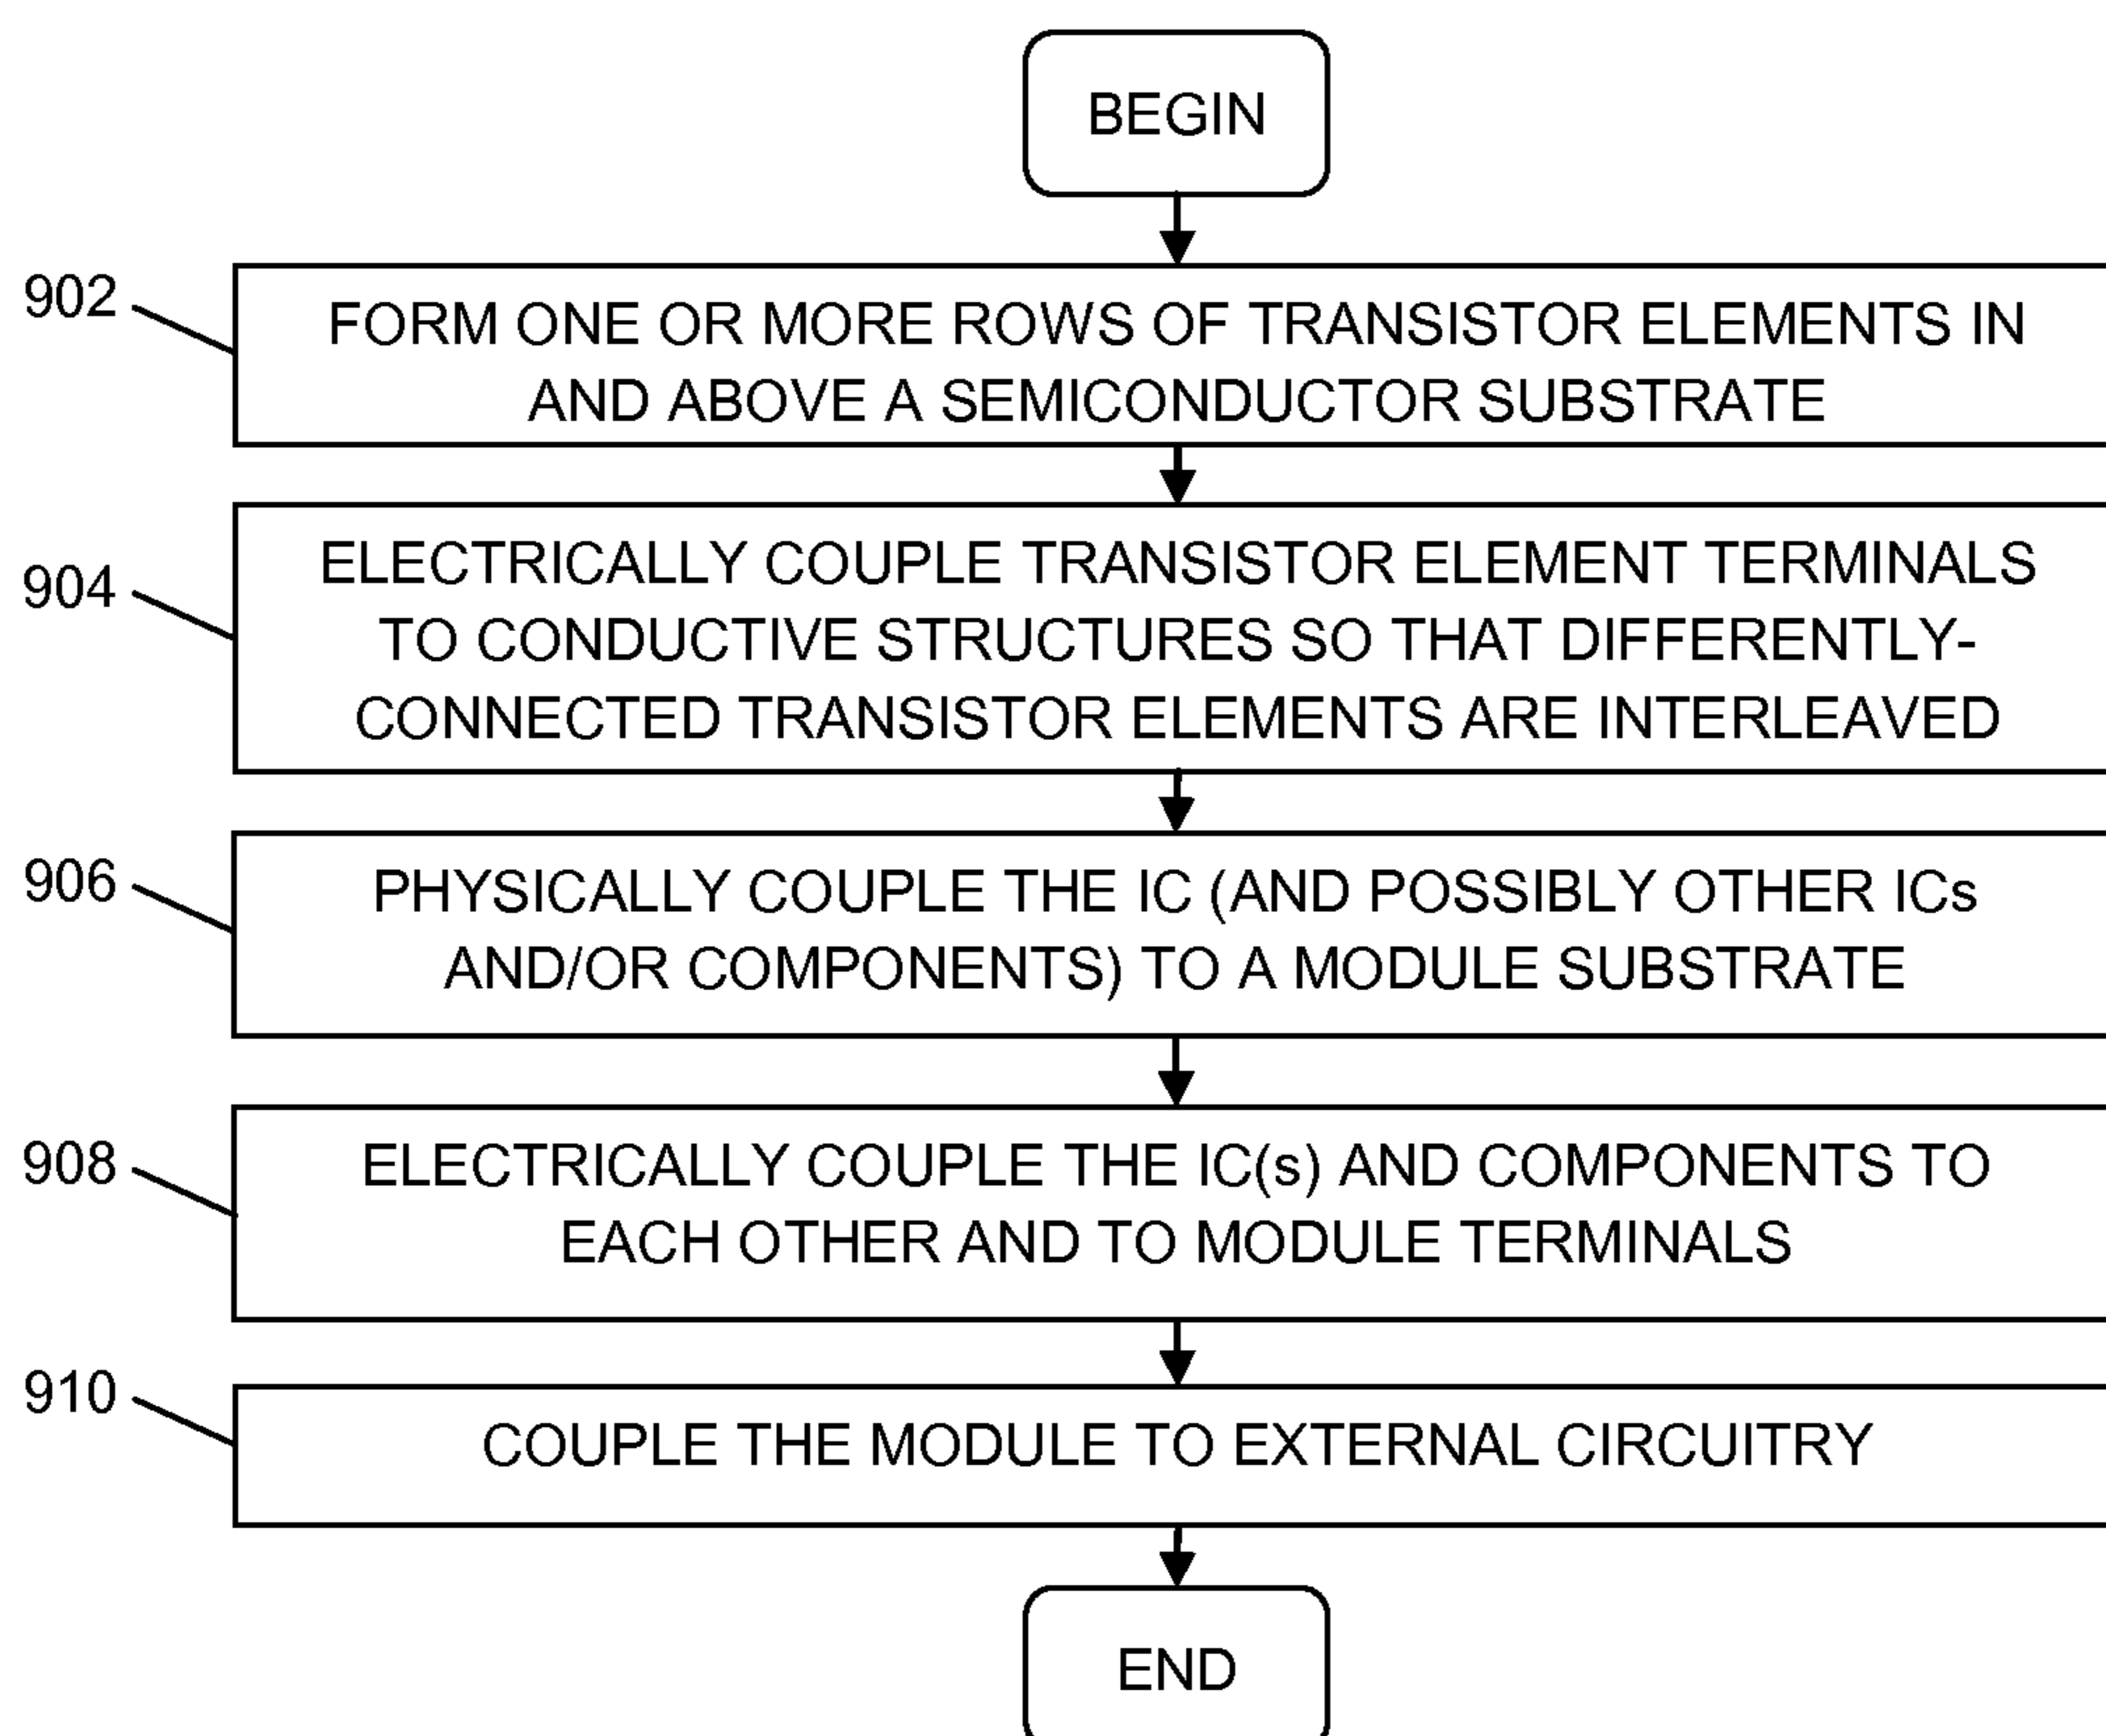 BEGIN
902
FORM ONE OR MORE ROWS OF TRANSISTOR ELEMENTS IN
AND ABOVE A SEMICONDUCTOR SUBSTRATE
904
ELECTRICALLY COUPLE TRANSISTOR ELEMENT TERMINALS
TO CONDUCTIVE STRUCTURES SO THAT DIFFERENTLY-
CONNECTED TRANSISTOR ELEMENTS ARE INTERLEAVED
906
PHYSICALLY COUPLE THE IC (AND POSSIBLY OTHER ICs
AND/OR COMPONENTS) TO A MODULE SUBSTRATE
908
ELECTRICALLY COUPLE THE IC(s) AND COMPONENTS TO
EACH OTHER AND TO MODULE TERMINALS
910
COUPLE THE MODULE TO EXTERNAL CIRCUITRY
END